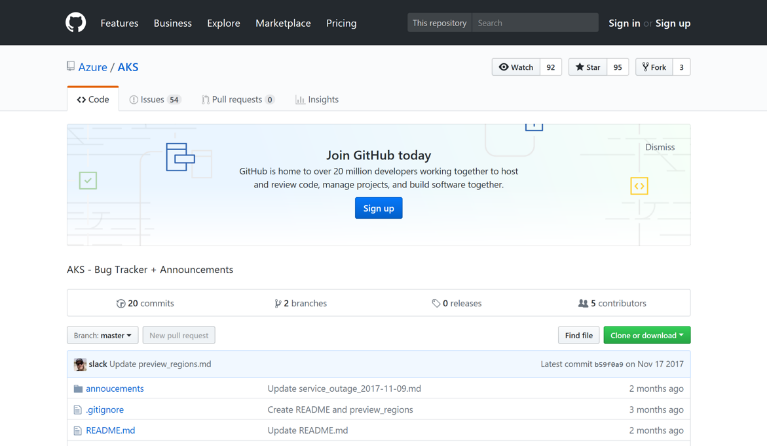 Features Business Explore Marketplace Pricing This repository Search Sign in or Sign up
Azure / AKS Watch 92 Star 95 Fork 3
Code Issues 54 Pull requests 0 Insights
Join GitHub today
Dismiss
GitHub is home to over 20 million developers working together to host
and review code, manage projects, and build software together.
Sign up
AKS - Bug Tracker + Announcements
20 commits 2 branches 0 releases 5 contributors
Branch: master New pull request Find file Clone or download
slack Update preview_regions.md Latest commit b59f0a9 on Nov 17 2017
annoucements Update service_outage_2017-11-09.md 2 months ago
.gitignore Create README and preview_regions 3 months ago
README.md Update README.md 2 months ago